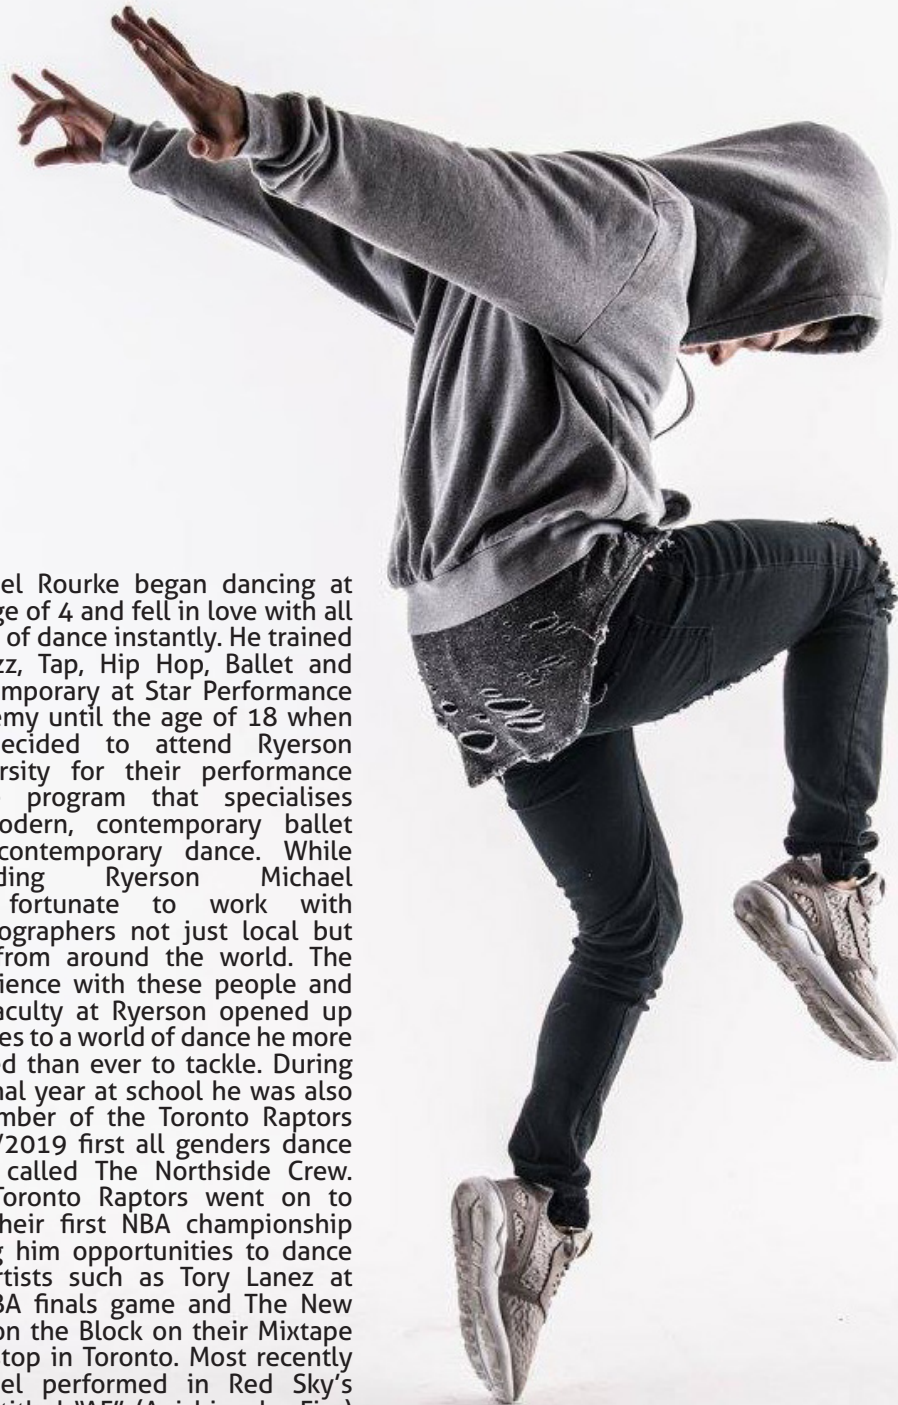 el Rourke began dancing at
ge of 4 and fell in love with all
of dance instantly. He trained
zz, Tap, Hip Hop, Ballet and
emporary at Star Performance
emy until the age of 18 when
ecided to attend Ryerson
rsity for their performance
program that specialises
odern, contemporary ballet
contemporary dance. While
ding Ryerson Michael
fortunate to work with
ographers not just local but
from around the world. The
ience with these people and
aculty at Ryerson opened up
es to a world of dance he more
ed than ever to tackle. During
nal year at school he was also
mber of the Toronto Raptors
/2019 first all genders dance
called The Northside Crew.
Toronto Raptors went on to
heir first NBA championship
g him opportunities to dance
rtists such as Tory Lanez at
BA finals game and The New
on the Block on their Mixtape
stop in Toronto. Most recently
el performed in Red Sky's